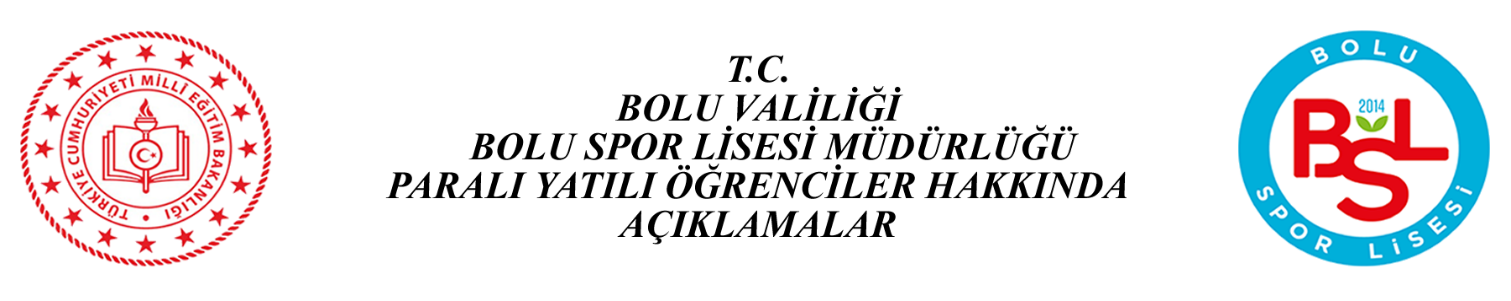 TÜRKİYE CUMHURİYETİ MİLLİ EĞİTİM BAKANLIĞI
T.C.
BOLU VALİLİĞİ
BOLU SPOR LİSESİ MÜDÜRLÜĞÜ
PARALI YATILI ÖĞRENCİLER HAKKINDA
AÇIKLAMALAR
BOLU
2014
BSL
SPOR LİSESİ